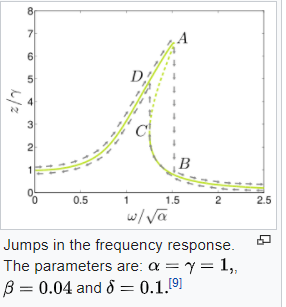 8
7
6
5
4
3
2
1
0
z/γ
A
D
C
B
0 0.5 1 1.5 2 2.5
ω/√α
Jumps in the frequency response.
The parameters are: α = γ = 1,,
β = 0.04 and δ = 0.1.[9]